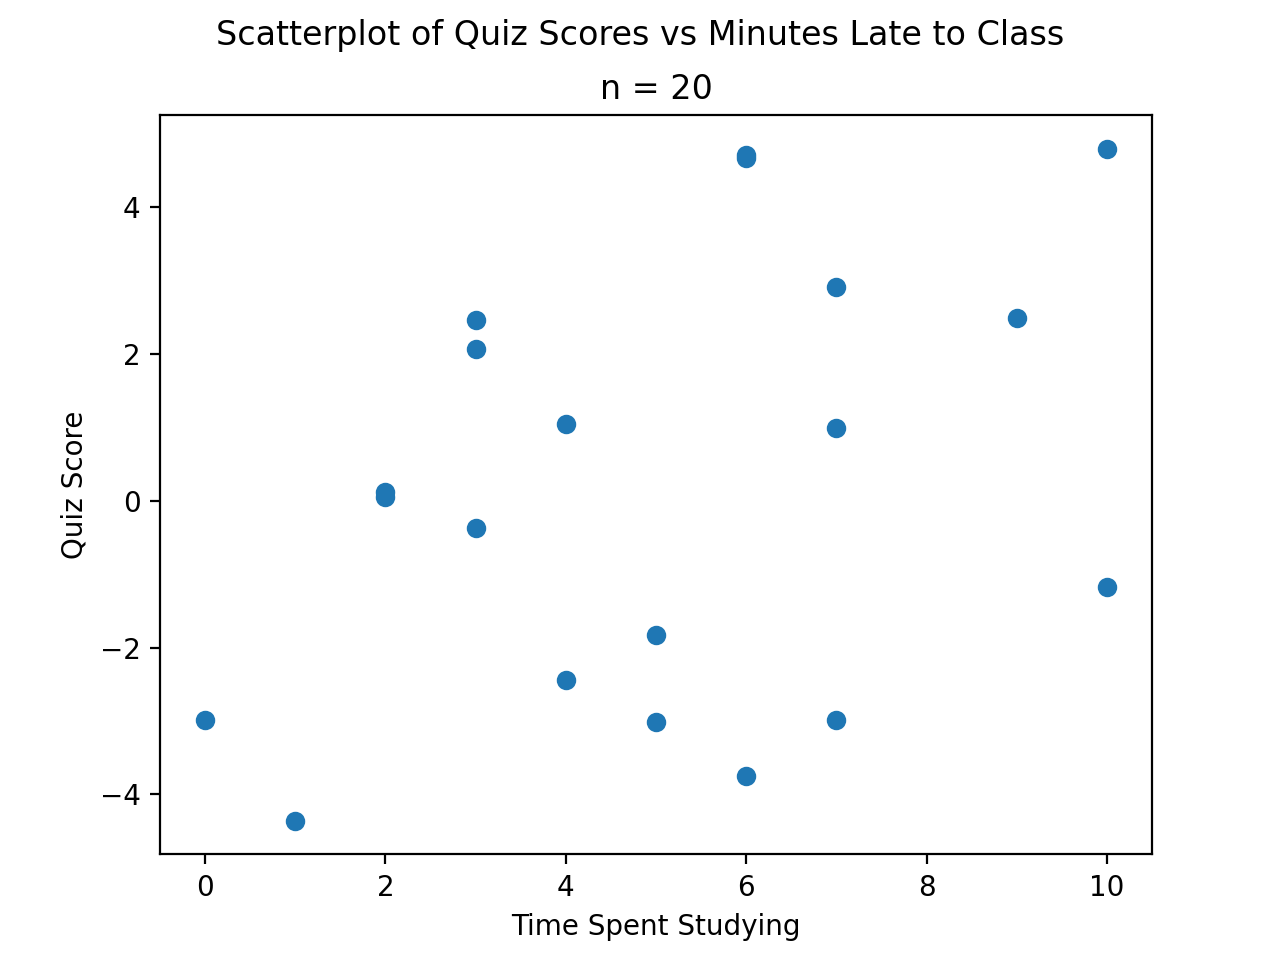 Scatterplot of Quiz Scores vs Minutes Late to Class
n = 20
4
2
0
−2
−4
Quiz Score
0 2 4 6 8 10
Time Spent Studying